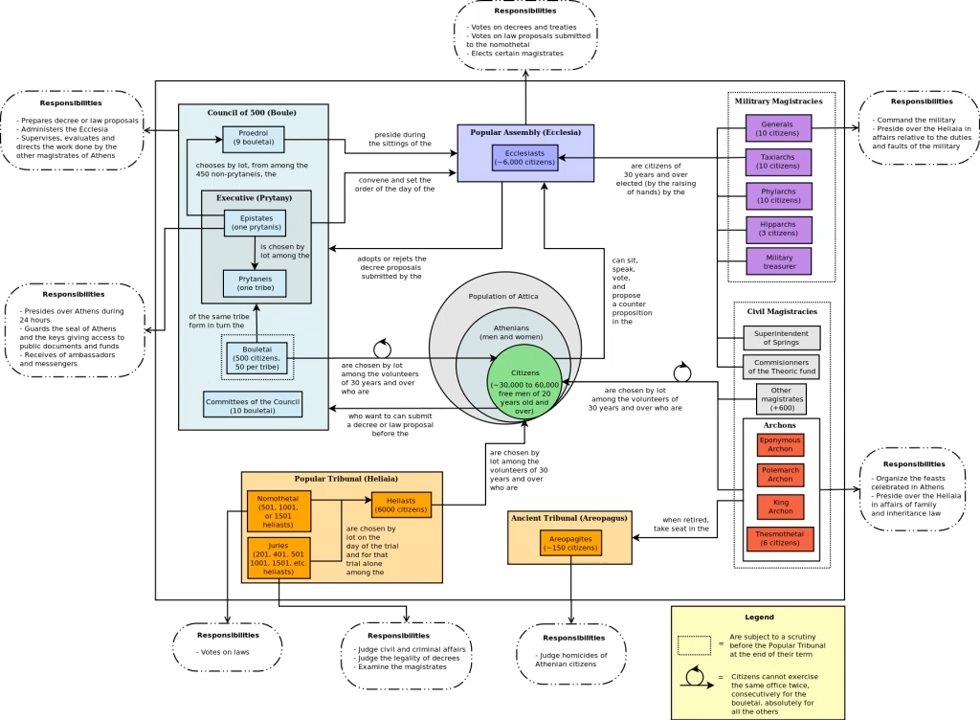 Responsibilities
- Votes on decrees and treaties
- Votes on law proposals submitted
to the nomothetai
- Elects certain magistrates
Responsibilities
- Prepares decree or law proposals
- Administers the Ecclesia
- Supervises, evaluates and
directs the work done by the
other magistrates of Athens
Council of 500 (Boule)
Proedroi
(9 bouletai)
chooses by lot, from among the
450 non-prytaneis, the
Executive (Prytany)
Epistates
(one prytanis)
is chosen by
lot among the
Prytaneis
(one tribe)
of the same tribe
form in turn the
Bouletai
(500 citizens,
50 per tribe)
Committees of the Council
(10 bouletai)
preside during
the sittings of the
convene and set the
order of the day of the
Popular Assembly (Ecclesia)
Ecclesiasts
(~6,000 citizens)
are citizens of
30 years and over
elected (by the raising
of hands) by the
Military Magistracies
Generals
(10 citizens)
Taxiarchs
(10 citizens)
Phylarchs
(10 citizens)
Hipparchs
(3 citizens)
Military
treasurer
Responsibilities
- Command the military
- Preside over the Heliaia in
affairs relative to the duties
and faults of the military
Responsibilities
- Presides over Athens during
24 hours
- Guards the seal of Athens
and the keys giving access to
public documents and funds
- Receives of ambassadors
and messengers
adopts or rejets the
decree proposals
submitted by the
can sit,
speak,
vote,
and
propose
a counter
proposition
in the
Population of Attica
Athenians
(men and women)
Citizens
(~30,000 to 60,000
free men of 20
years old and
over)
are chosen by lot
among the volunteers
of 30 years and over
who are
who want to can submit
a decree or law proposal
before the
are chosen by lot
among the volunteers of
30 years and over who are
Civil Magistracies
Superintendent
of Springs
Commisionners
of the Theoric fund
Other
magistrates
(+600)
Archons
Eponymous
Archon
Polemarch
Archon
King
Archon
Thesmothetai
(6 citizens)
Responsibilities
- Organize the feasts
celebrated in Athens
- Preside over the Heliaia
in affairs of family
and inheritance law
are chosen by
lot among the
volunteers of 30
years and over
who are
Popular Tribunal (Heliaia)
Nomothetai
(501, 1001,
or 1501
heliasts)
Heliasts
(6000 citizens)
Juries
(201, 401, 501
1001, 1501, etc.
heliasts)
are chosen by
lot on the
day of the trial
and for that
trial alone
among the
Ancient Tribunal (Areopagus)
Areopagites
(~150 citizens)
when retired,
take seat in the
Responsibilities
- Votes on laws
Responsibilities
- Judge civil and criminal affairs
- Judge the legality of decrees
- Examine the magistrates
Responsibilities
- Judge homicides of
Athenian citizens
Legend
= Are subject to a scrutiny
before the Popular Tribunal
at the end of their term
= Citizens cannot exercise
the same office twice,
consecutively for the
bouletai, absolutely for
all the others